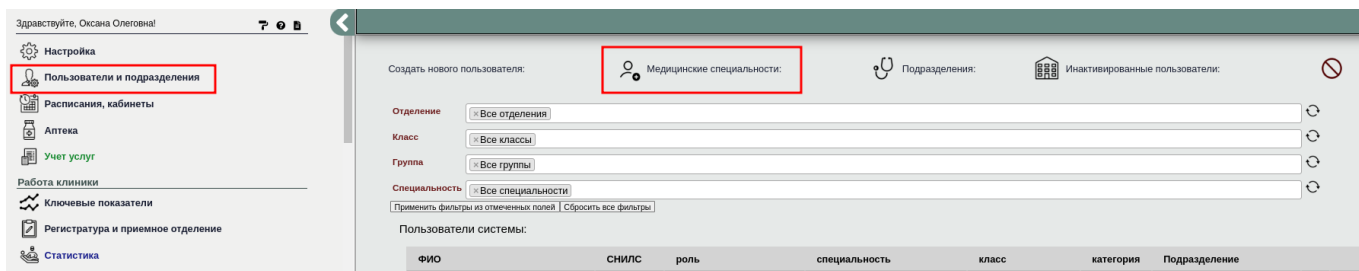 Здравствуйте, Оксана Олеговна!
Настройка
Пользователи и подразделения
Расписания, кабинеты
Аптека
Учет услуг
Работа клиники
Ключевые показатели
Регистратура и приемное отделение
Статистика
Создать нового пользователя: Медицинские специальности: Подразделения: Инактивированные пользователи:
Отделение ×Все отделения
Класс ×Все классы
Группа ×Все группы
Специальность ×Все специальности
Применить фильтры из отмеченных полей Сбросить все фильтры
Пользователи системы:
ФИО СНИЛС роль специальность класс категория Подразделение